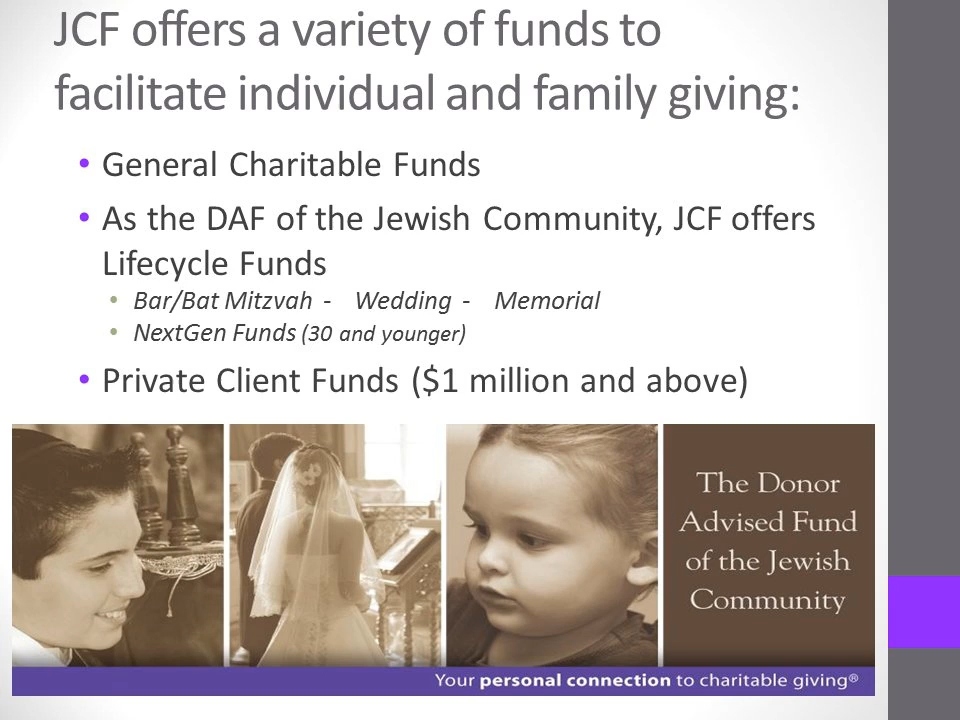 JCF offers a variety of funds to
facilitate individual and family giving:
• General Charitable Funds
• As the DAF of the Jewish Community, JCF offers
Lifecycle Funds
• Bar/Bat Mitzvah - Wedding - Memorial
• NextGen Funds (30 and younger)
• Private Client Funds ($1 million and above)
The Donor
Advised Fund
of the Jewish
Community
Your personal connection to charitable giving®